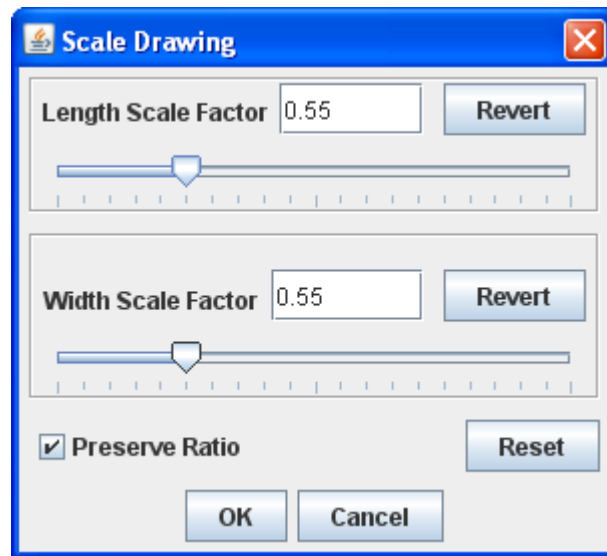 Scale Drawing
Length Scale Factor 0.55 Revert
Width Scale Factor 0.55 Revert
Preserve Ratio Reset
OK Cancel